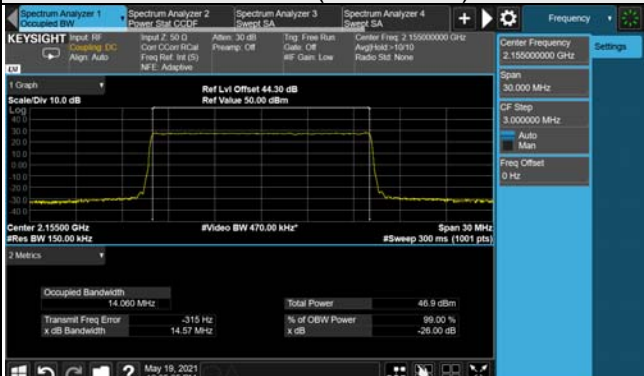 Spectrum Analyzer 1
Occupied BW
Spectrum Analyzer 2
Power Stat CCDF
Spectrum Analyzer 3
Swept SA
Spectrum Analyzer 4
Swept SA
Frequency
KEYSIGHT
Input: RF
Coupling: DC
Align: Auto
Input Z: 50 Ω
Corr CCorr RCal
Freq Ref: Int (S)
NFE: Adaptive
Atten: 30 dB
Preamp: Off
Trig: Free Run
Gate: Off
#IF Gain: Low
Center Freq: 2.155000000 GHz
Avg|Hold:>10/10
Radio Std: None
LXI
1 Graph
Scale/Div 10.0 dB
Ref Lvl Offset 44.30 dB
Ref Value 50.00 dBm
Log
40.0
30.0
20.0
10.0
0.00
-10.0
-20.0
-30.0
-40.0
Center 2.15500 GHz
#Res BW 150.00 kHz
#Video BW 470.00 kHz*
Span 30 MHz
#Sweep 300 ms (1001 pts)
2 Metrics
Occupied Bandwidth
14.060 MHz
Total Power
46.9 dBm
Transmit Freq Error
-315 Hz
% of OBW Power
99.00 %
x dB Bandwidth
14.57 MHz
x dB
-26.00 dB
Center Frequency
2.155000000 GHz
Settings
Span
30.000 MHz
CF Step
3.000000 MHz
Auto
Man
Freq Offset
0 Hz
?
May 19, 2021